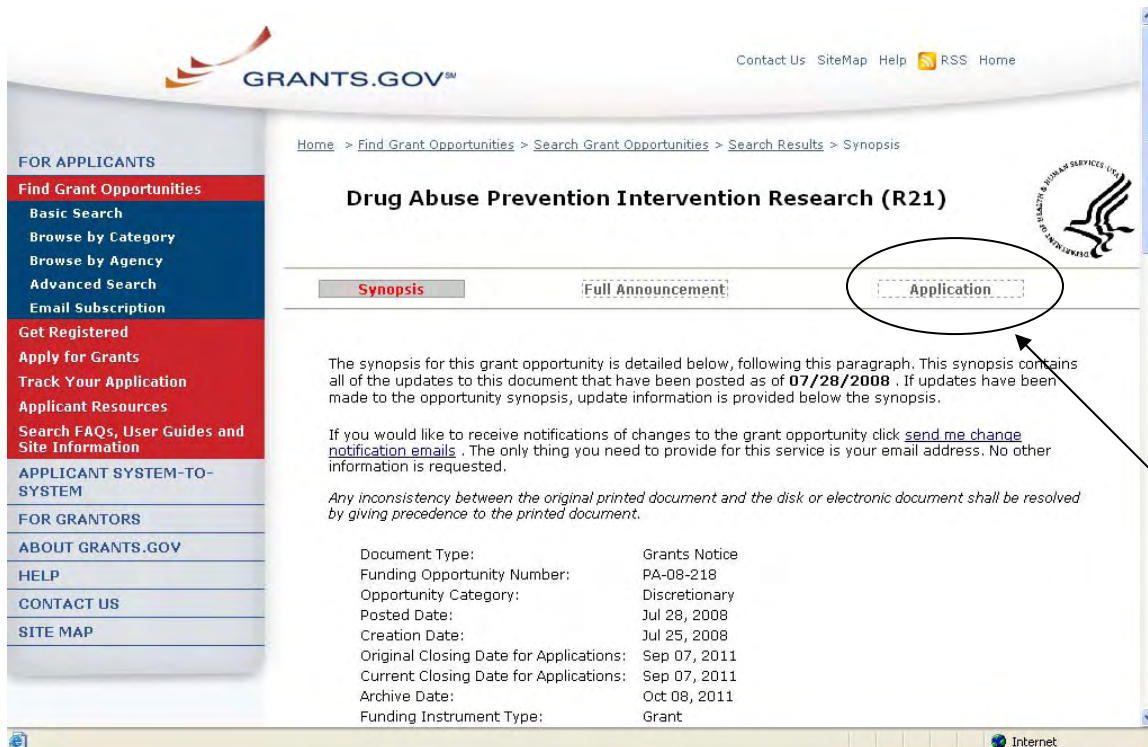 GRANTS.GOV℠
Contact Us SiteMap Help RSS Home
Home > Find Grant Opportunities > Search Grant Opportunities > Search Results > Synopsis
FOR APPLICANTS
Find Grant Opportunities
Basic Search
Browse by Category
Browse by Agency
Advanced Search
Email Subscription
Get Registered
Apply for Grants
Track Your Application
Applicant Resources
Search FAQs, User Guides and
Site Information
APPLICANT SYSTEM-TO-
SYSTEM
FOR GRANTORS
ABOUT GRANTS.GOV
HELP
CONTACT US
SITE MAP
Drug Abuse Prevention Intervention Research (R21)
DEPARTMENT OF HEALTH & HUMAN SERVICES·USA
Synopsis Full Announcement Application
The synopsis for this grant opportunity is detailed below, following this paragraph. This synopsis contains
all of the updates to this document that have been posted as of 07/28/2008 . If updates have been
made to the opportunity synopsis, update information is provided below the synopsis.
If you would like to receive notifications of changes to the grant opportunity click send me change
notification emails . The only thing you need to provide for this service is your email address. No other
information is requested.
Any inconsistency between the original printed document and the disk or electronic document shall be resolved
by giving precedence to the printed document.
Document Type: Grants Notice
Funding Opportunity Number: PA-08-218
Opportunity Category: Discretionary
Posted Date: Jul 28, 2008
Creation Date: Jul 25, 2008
Original Closing Date for Applications: Sep 07, 2011
Current Closing Date for Applications: Sep 07, 2011
Archive Date: Oct 08, 2011
Funding Instrument Type: Grant
Internet